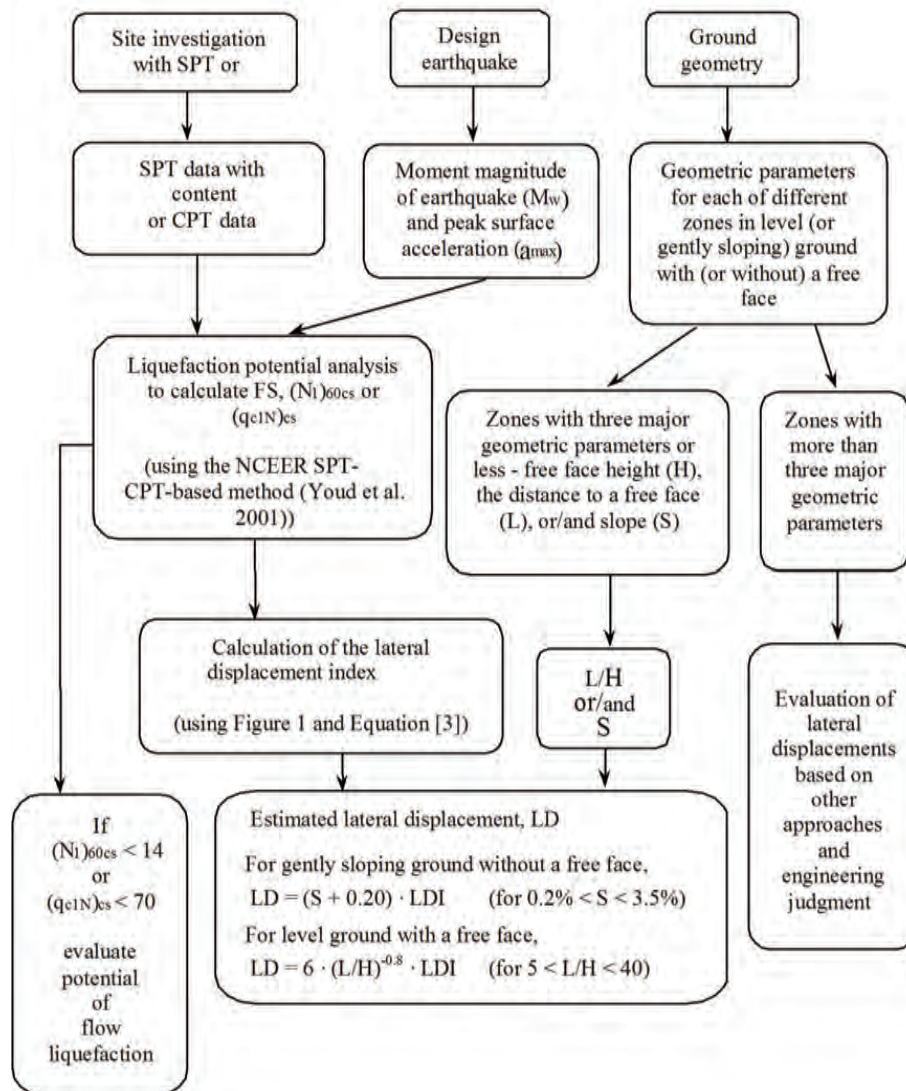 Site investigation
with SPT or
Design
earthquake
Ground
geometry
SPT data with
content
or CPT data
Moment magnitude
of earthquake (Mw)
and peak surface
acceleration (amax)
Geometric parameters
for each of different
zones in level (or
gently sloping) ground
with (or without) a free
face
Liquefaction potential analysis
to calculate FS, (N1)60cs or
(qc1N)cs
(using the NCEER SPT-
CPT-based method (Youd et al.
2001))
Zones with three major
geometric parameters or
less - free face height (H),
the distance to a free face
(L), or/and slope (S)
Zones with
more than
three major
geometric
parameters
Calculation of the lateral
displacement index
(using Figure 1 and Equation [3])
L/H
or/and
S
Evaluation of
lateral
displacements
based on
other
approaches
and
engineering
judgment
If
(N1)60cs < 14
or
(qc1N)cs < 70
evaluate
potential
of
flow
liquefaction
Estimated lateral displacement, LD
For gently sloping ground without a free face,
LD = (S + 0.20) · LDI (for 0.2% < S < 3.5%)
For level ground with a free face,
LD = 6 · (L/H)^-0.8 · LDI (for 5 < L/H < 40)